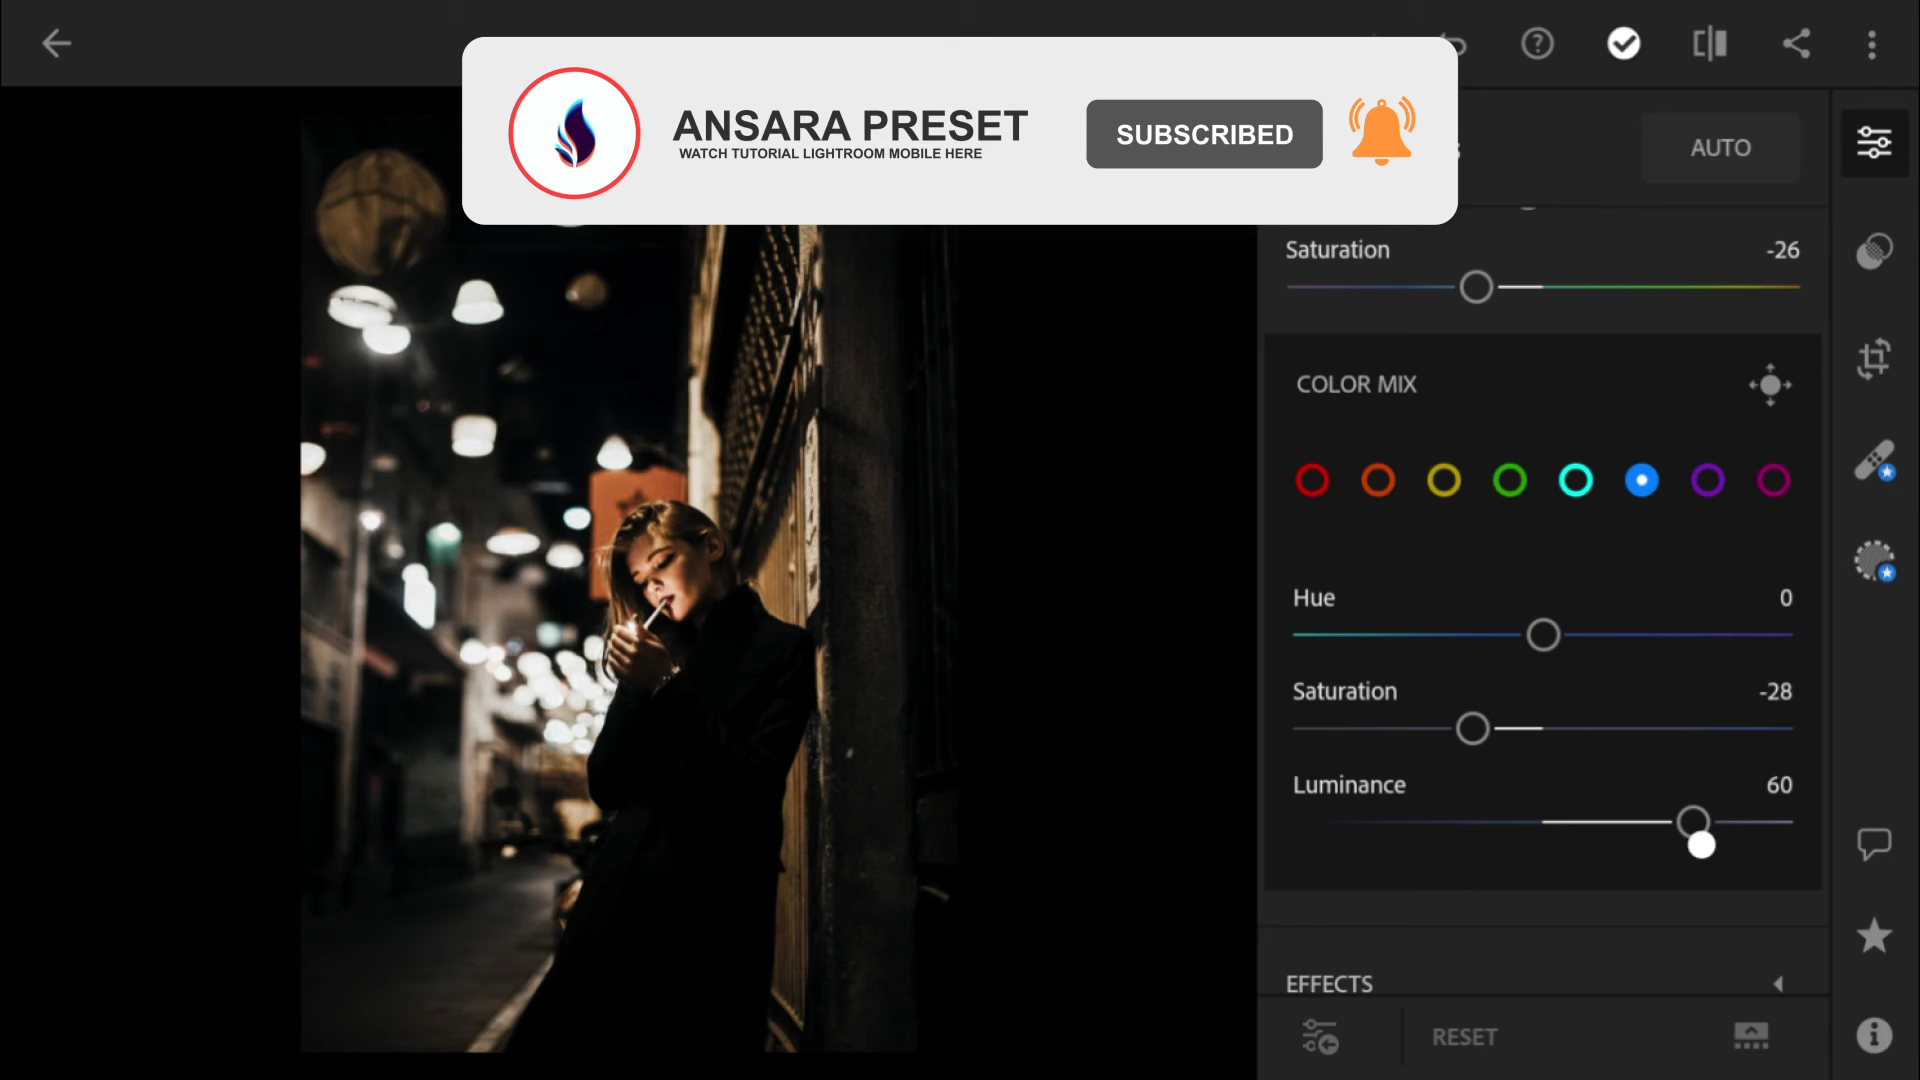 ANSARA PRESET
WATCH TUTORIAL LIGHTROOM MOBILE HERE
SUBSCRIBED
AUTO
Saturation -26
COLOR MIX
Hue 0
Saturation -28
Luminance 60
EFFECTS
RESET